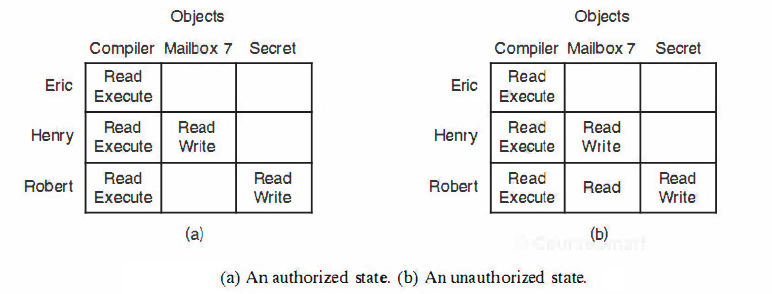 Objects
Compiler Mailbox 7 Secret
Eric Read Execute
Henry Read Execute Read Write
Robert Read Execute Read Write
(a)
Objects
Compiler Mailbox 7 Secret
Eric Read Execute
Henry Read Execute Read Write
Robert Read Execute Read Read Write
(b)
(a) An authorized state. (b) An unauthorized state.